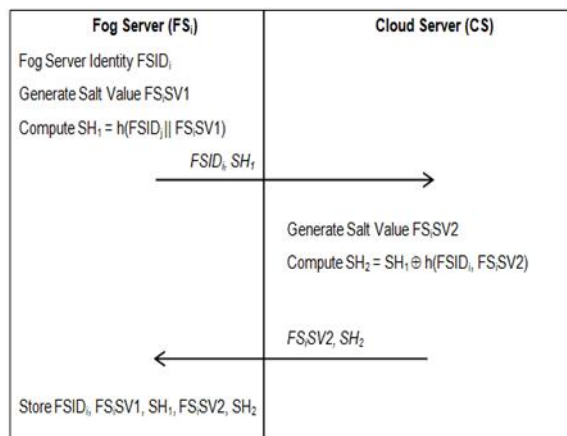 Fog Server (FSᵢ)
Cloud Server (CS)
Fog Server Identity FSIDᵢ
Generate Salt Value FSᵢSV1
Compute SH₁ = h(FSIDᵢ|| FSᵢSV1)
FSIDᵢ, SH₁
Generate Salt Value FSᵢSV2
Compute SH₂ = SH₁ ⊕ h(FSIDᵢ, FSᵢSV2)
FSᵢSV2, SH₂
Store FSIDᵢ, FSᵢSV1, SH₁, FSᵢSV2, SH₂